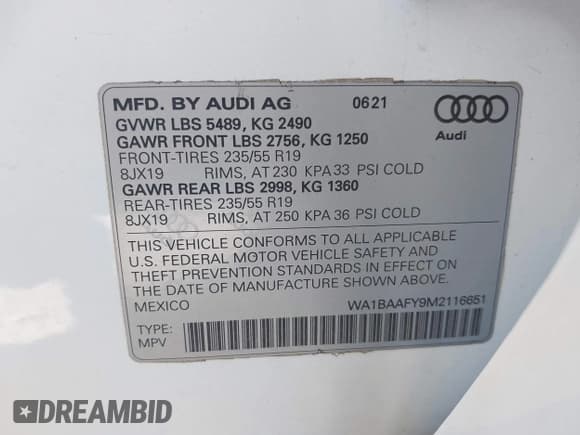 MFD. BY AUDI AG 0621
GVWR LBS 5489, KG 2490
GAWR FRONT LBS 2756, KG 1250
FRONT-TIRES 235/55 R19
8JX19 RIMS, AT 230 KPA 33 PSI COLD
GAWR REAR LBS 2998, KG 1360
REAR-TIRES 235/55 R19
8JX19 RIMS, AT 250 KPA 36 PSI COLD
Audi
THIS VEHICLE CONFORMS TO ALL APPLICABLE
U.S. FEDERAL MOTOR VEHICLE SAFETY AND
THEFT PREVENTION STANDARDS IN EFFECT ON
THE DATE OF MANUFACTURE SHOWN ABOVE.
MEXICO WA1BAAFY9M2116651
TYPE:
MPV
DREAMBID